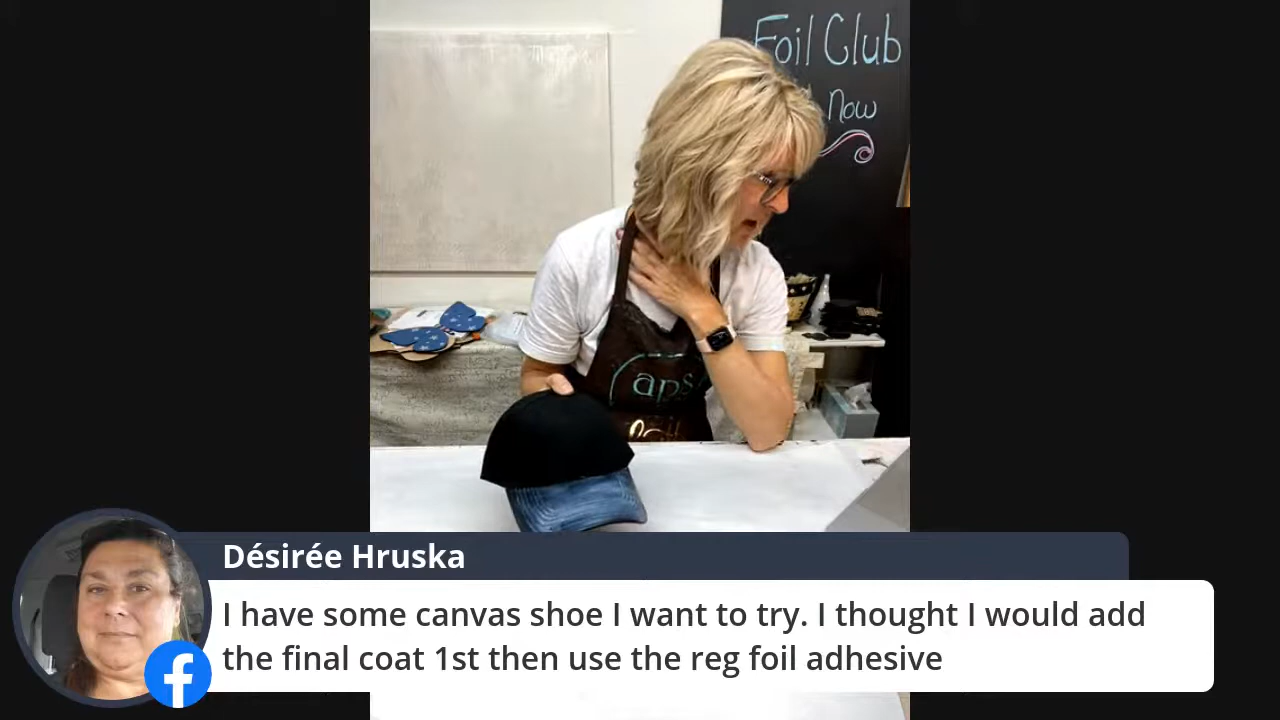 Foil Club
Now
Caps
Désirée Hruska
I have some canvas shoe I want to try. I thought I would add
the final coat 1st then use the reg foil adhesive